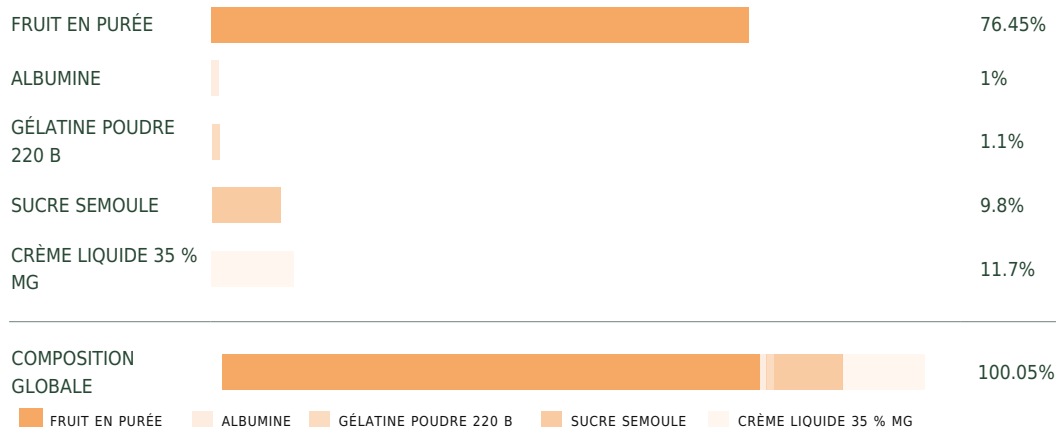 FRUIT EN PURÉE 76.45%
ALBUMINE 1%
GÉLATINE POUDRE
220 B 1.1%
SUCRE SEMOULE 9.8%
CRÈME LIQUIDE 35 %
MG 11.7%
COMPOSITION
GLOBALE 100.05%
FRUIT EN PURÉE ALBUMINE GÉLATINE POUDRE 220 B SUCRE SEMOULE CRÈME LIQUIDE 35 % MG